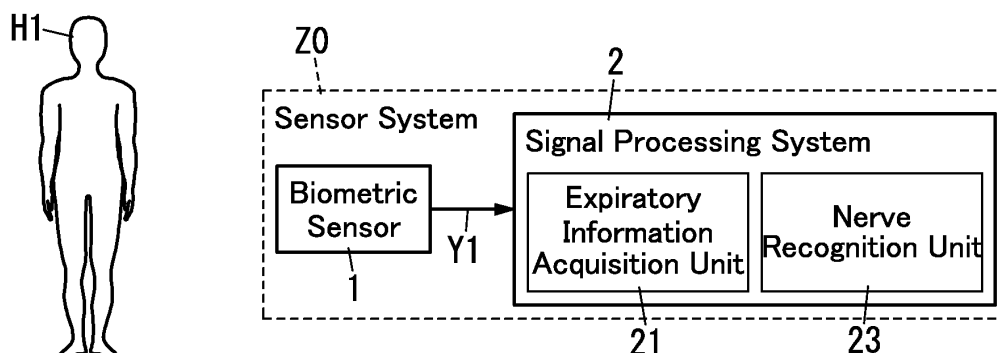 H1
Z0
2
Sensor System
Signal Processing System
Biometric
Sensor
1
Y1
Expiratory
Information
Acquisition Unit
21
Nerve
Recognition Unit
23